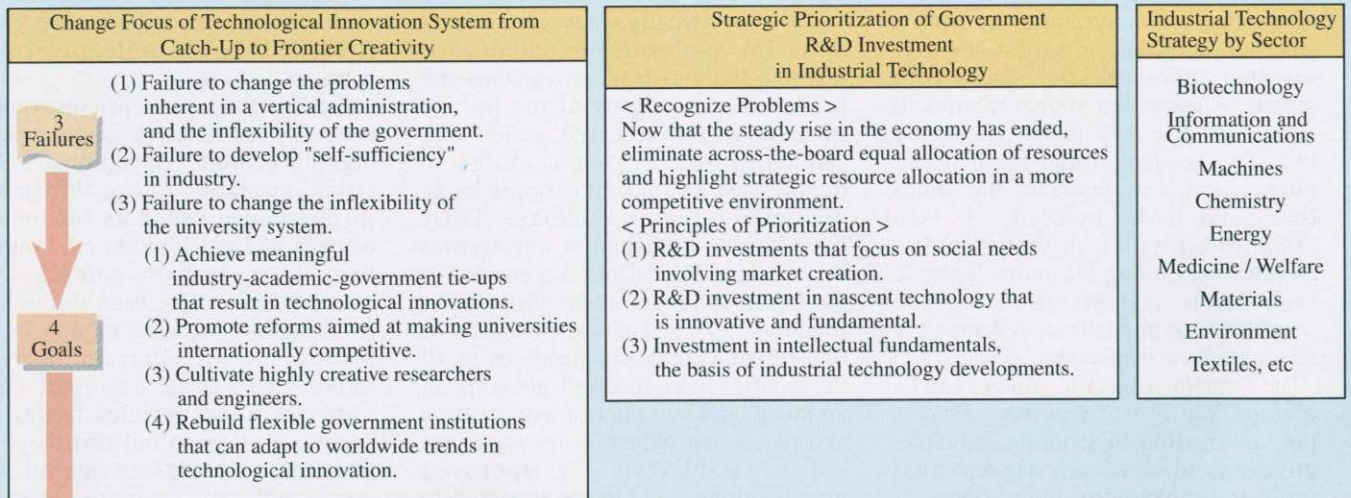 Change Focus of Technological Innovation System from
Catch-Up to Frontier Creativity
3
Failures
(1) Failure to change the problems
inherent in a vertical administration,
and the inflexibility of the government.
(2) Failure to develop "self-sufficiency"
in industry.
(3) Failure to change the inflexibility of
the university system.
4
Goals
(1) Achieve meaningful
industry-academic-government tie-ups
that result in technological innovations.
(2) Promote reforms aimed at making universities
internationally competitive.
(3) Cultivate highly creative researchers
and engineers.
(4) Rebuild flexible government institutions
that can adapt to worldwide trends in
technological innovation.
Strategic Prioritization of Government
R&D Investment
in Industrial Technology
< Recognize Problems >
Now that the steady rise in the economy has ended,
eliminate across-the-board equal allocation of resources
and highlight strategic resource allocation in a more
competitive environment.
< Principles of Prioritization >
(1) R&D investments that focus on social needs
involving market creation.
(2) R&D investment in nascent technology that
is innovative and fundamental.
(3) Investment in intellectual fundamentals,
the basis of industrial technology developments.
Industrial Technology
Strategy by Sector
Biotechnology
Information and
Communications
Machines
Chemistry
Energy
Medicine / Welfare
Materials
Environment
Textiles, etc